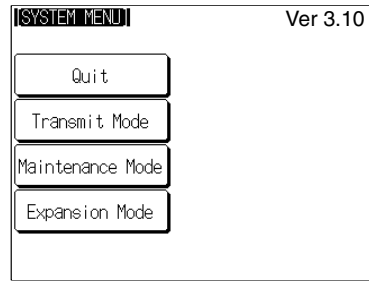 [SYSTEM MENU] Ver 3.10
Quit
Transmit Mode
Maintenance Mode
Expansion Mode